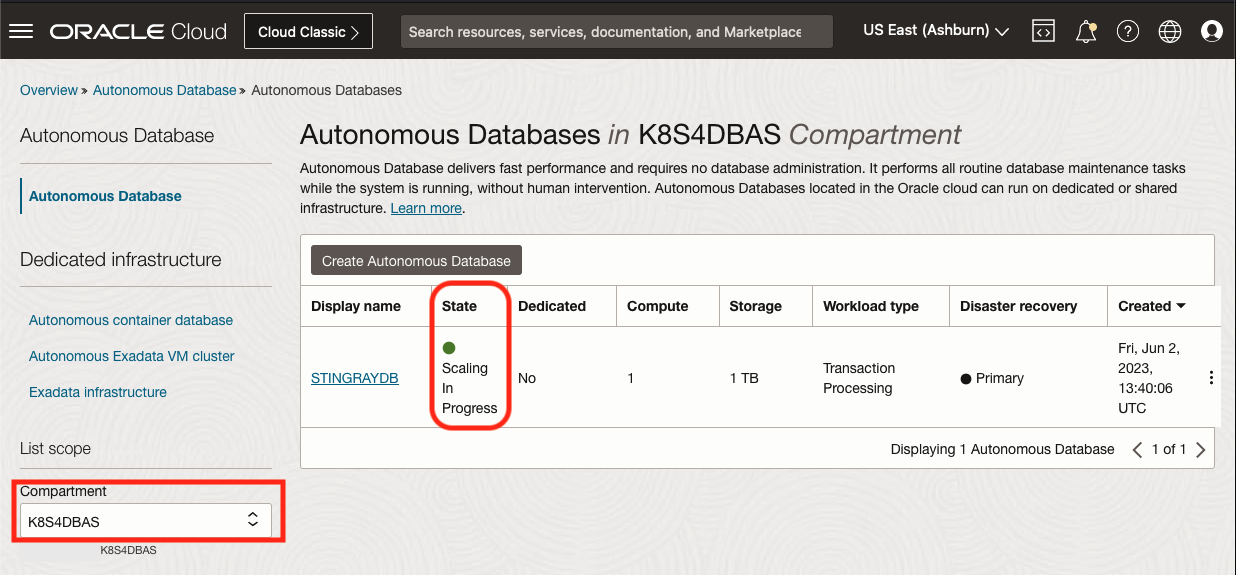 ORACLE Cloud
Cloud Classic >
Search resources, services, documentation, and Marketplace
US East (Ashburn)
Overview » Autonomous Database » Autonomous Databases
Autonomous Database
Autonomous Database
Dedicated infrastructure
Autonomous container database
Autonomous Exadata VM cluster
Exadata infrastructure
List scope
Compartment
K8S4DBAS
K8S4DBAS
Autonomous Databases in K8S4DBAS Compartment
Autonomous Database delivers fast performance and requires no database administration. It performs all routine database maintenance tasks
while the system is running, without human intervention. Autonomous Databases located in the Oracle cloud can run on dedicated or shared
infrastructure. Learn more.
Create Autonomous Database
Display name State Dedicated Compute Storage Workload type Disaster recovery Created
STINGRAYDB
Scaling
In
Progress
No
1
1 TB
Transaction
Processing
Primary
Fri, Jun 2,
2023,
13:40:06
UTC
Displaying 1 Autonomous Database < 1 of 1 >